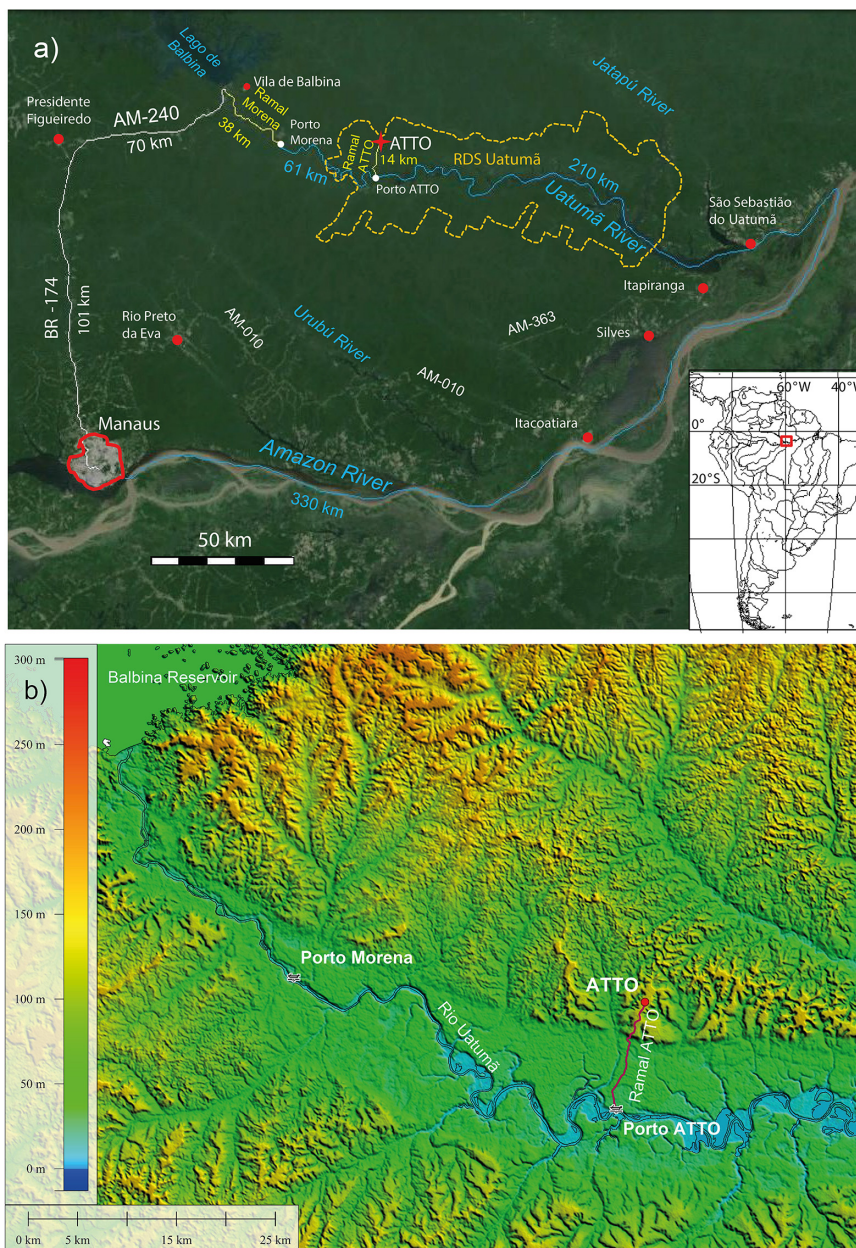 a)
Lago de
Balbina
Vila de Balbina
Jatapú River
Presidente
Figueiredo
AM-240
70 km
Ramal
Morena
38 km
Porto
Morena
61 km
Ramal
ATTO
ATTO
14 km
Porto ATTO
RDS Uatumã
210 km
Uatumã River
São Sebastião
do Uatumã
Itapiranga
BR -174
101 km
Rio Preto
da Eva
AM-010
Urubú River
AM-363
Silves
AM-010
Itacoatiara
Manaus
Amazon River
330 km
50 km
60°W
40°W
0°
20°S
b)
300 m
250 m
200 m
150 m
100 m
50 m
0 m
Balbina Reservoir
Porto Morena
Rio Uatumã
ATTO
Ramal ATTO
Porto ATTO
0 km
5 km
15 km
25 km